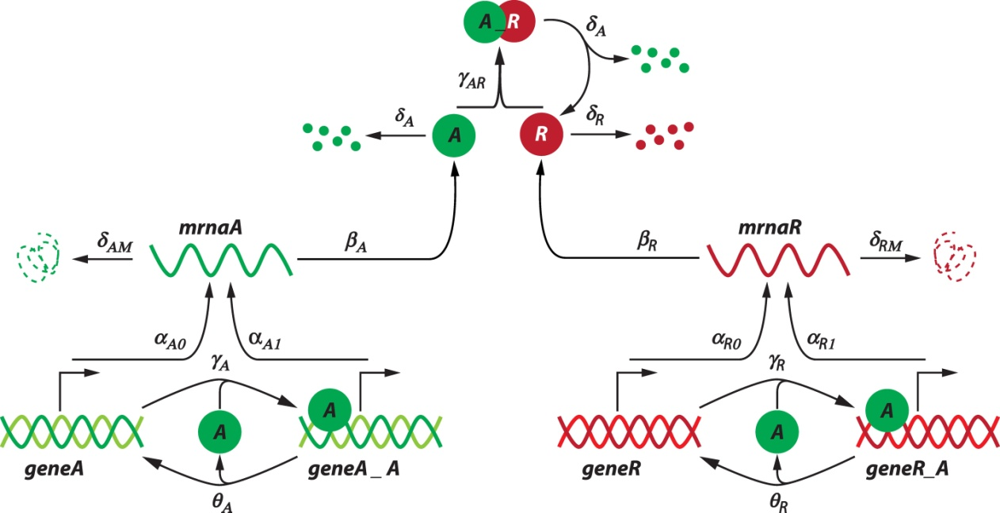 A_R
δA
γAR
δA
A
R
δR
mrnaA
mrnaR
δAM
βA
βR
δRM
αA0
αA1
αR0
αR1
γA
γR
A
A
A
A
geneA
geneA_A
geneR
geneR_A
θA
θR